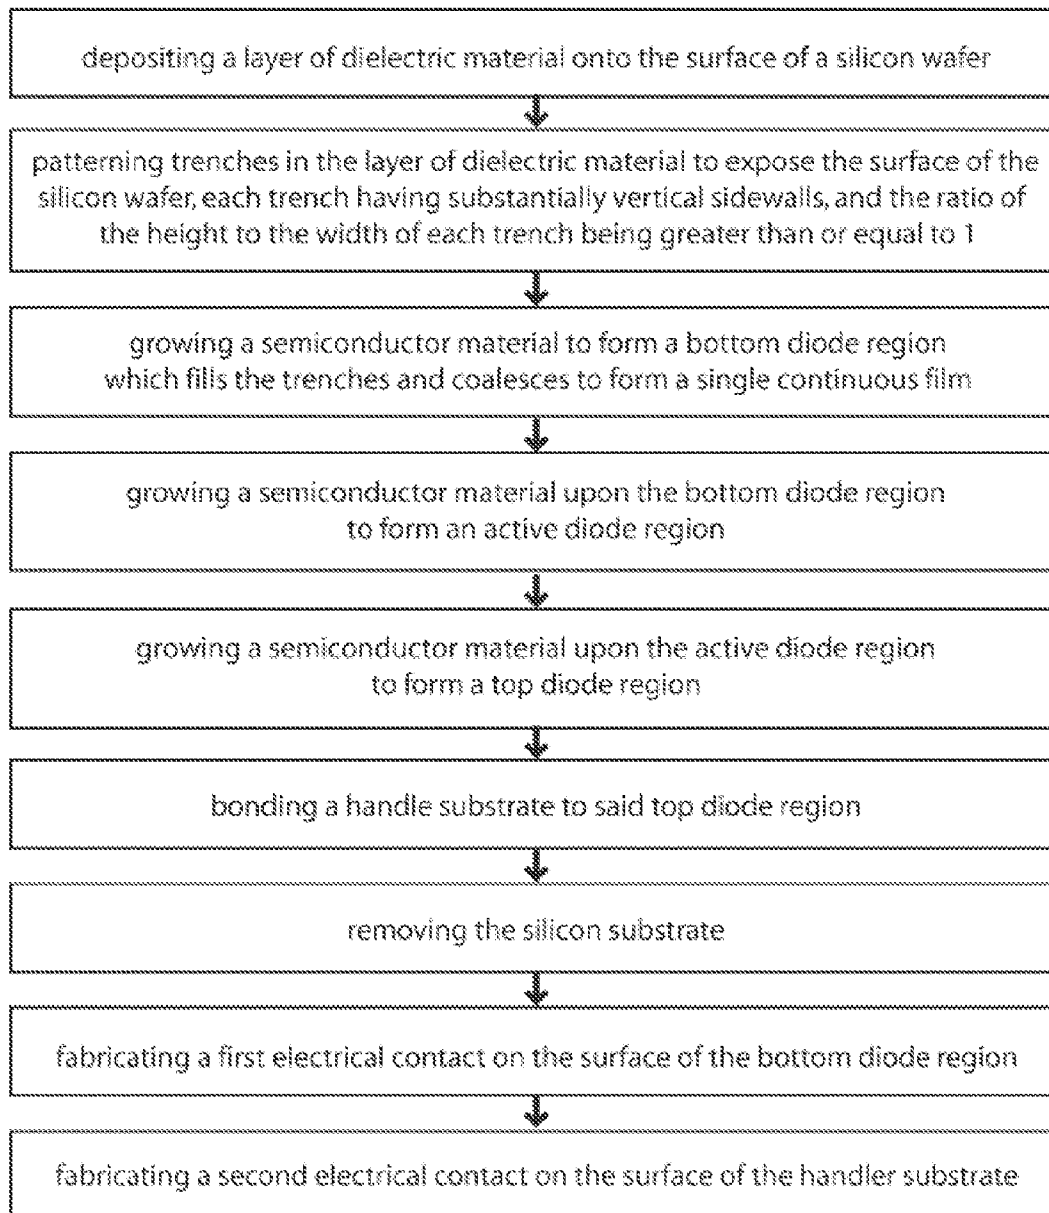 depositing a layer of dielectric material onto the surface of a silicon wafer
patterning trenches in the layer of dielectric material to expose the surface of the
silicon wafer, each trench having substantially vertical sidewalls, and the ratio of
the height to the width of each trench being greater than or equal to 1
growing a semiconductor material to form a bottom diode region
which fills the trenches and coalesces to form a single continuous film
growing a semiconductor material upon the bottom diode region
to form an active diode region
growing a semiconductor material upon the active diode region
to form a top diode region
bonding a handle substrate to said top diode region
removing the silicon substrate
fabricating a first electrical contact on the surface of the bottom diode region
fabricating a second electrical contact on the surface of the handler substrate